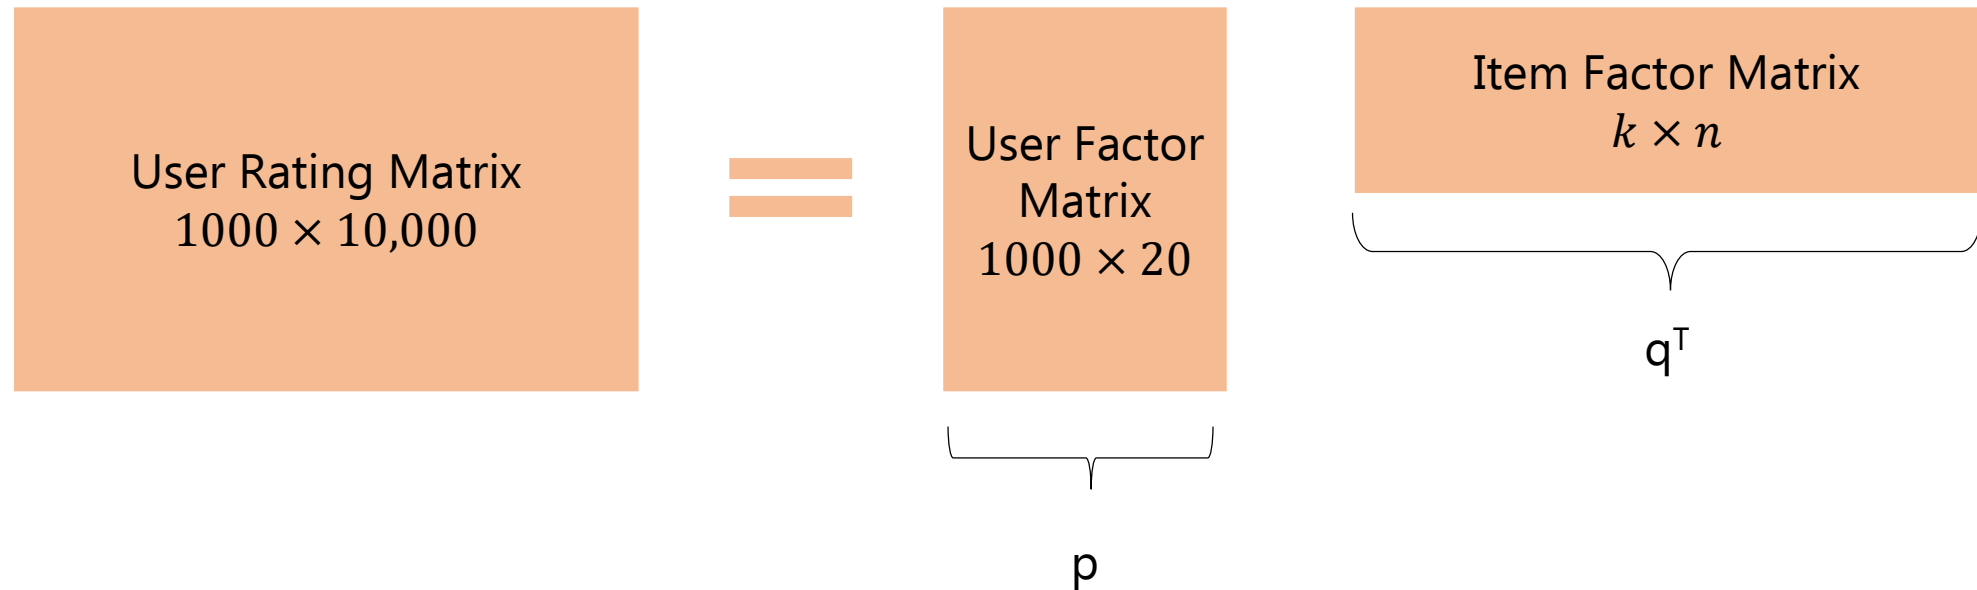 User Rating Matrix
1000 × 10,000
User Factor
Matrix
1000 × 20
p
Item Factor Matrix
k × n
qᵀ